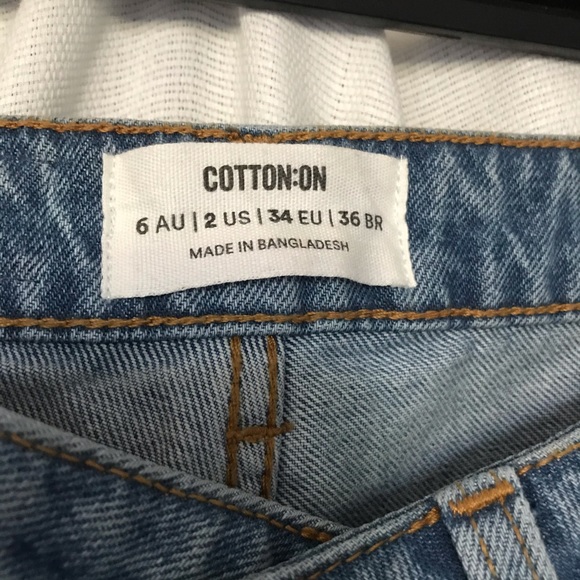 COTTON:ON
6 AU | 2 US | 34 EU | 36 BR
MADE IN BANGLADESH